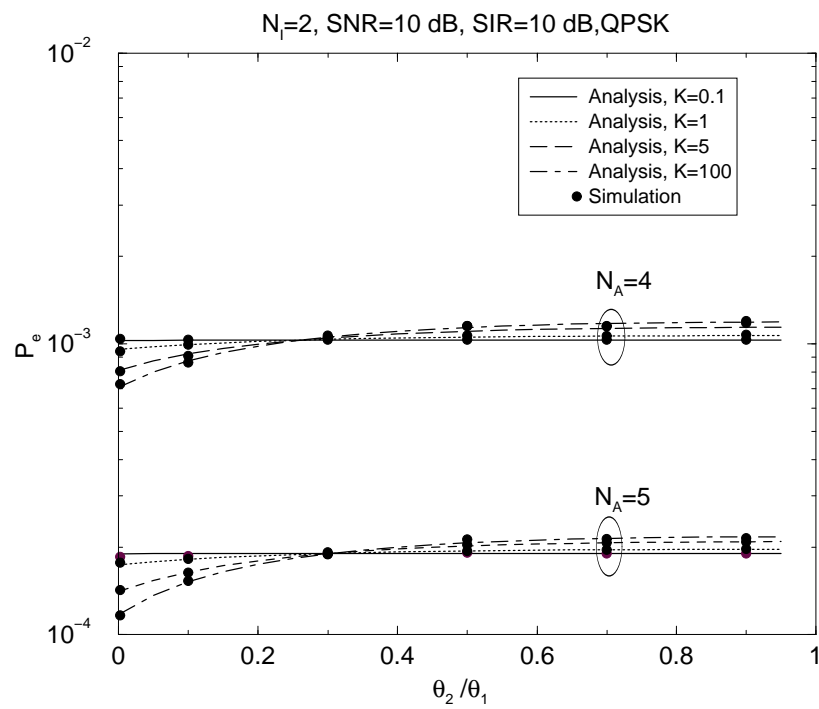 N_I=2, SNR=10 dB, SIR=10 dB,QPSK
10^-2
Analysis, K=0.1
Analysis, K=1
Analysis, K=5
Analysis, K=100
Simulation
N_A=4
10^-3
P_e
N_A=5
10^-4
0 0.2 0.4 0.6 0.8 1
θ_2 /θ_1